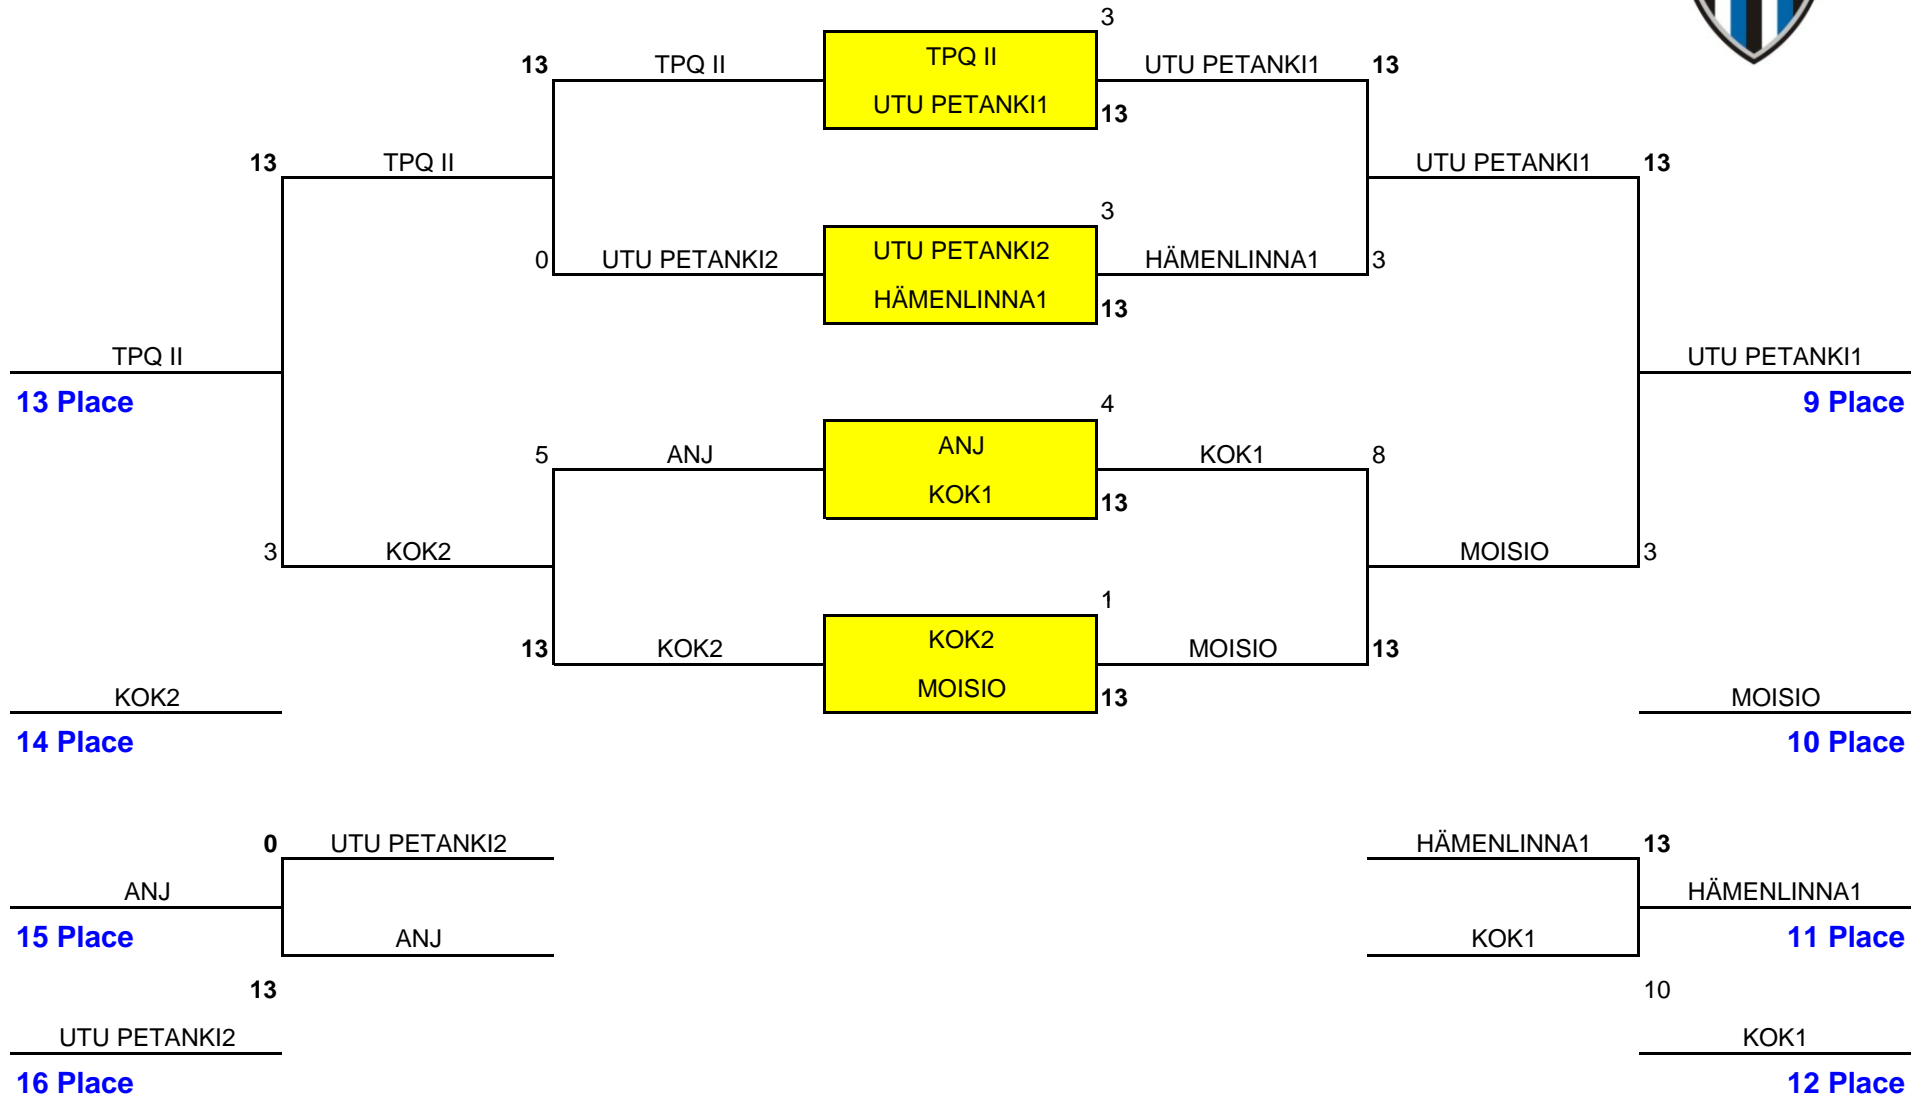 3
13 TPQ II TPQ II UTU PETANKI1 13
UTU PETANKI1 13
13 TPQ II UTU PETANKI1 13
3
0 UTU PETANKI2 UTU PETANKI2 HÄMENLINNA1 3
HÄMENLINNA1 13
TPQ II UTU PETANKI1
13 Place 9 Place
4
5 ANJ ANJ KOK1 8
KOK1 13
3 KOK2 MOISIO 3
1
13 KOK2 KOK2 MOISIO 13
MOISIO 13
KOK2 MOISIO
14 Place 10 Place
0 UTU PETANKI2 HÄMENLINNA1 13
ANJ HÄMENLINNA1
15 Place ANJ KOK1 11 Place
13 10
UTU PETANKI2 KOK1
16 Place 12 Place